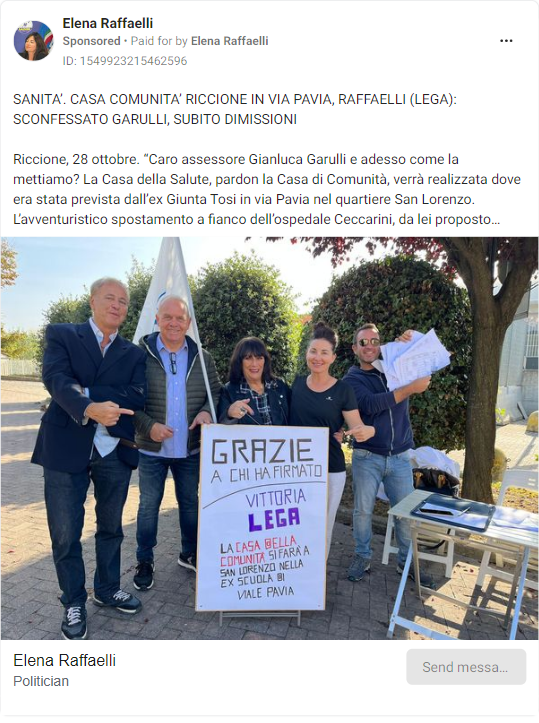 Elena Raffaelli
Sponsored • Paid for by Elena Raffaelli
ID: 1549923215462596
SANITA’. CASA COMUNITA’ RICCIONE IN VIA PAVIA, RAFFAELLI (LEGA):
SCONFESSATO GARULLI, SUBITO DIMISSIONI
Riccione, 28 ottobre. “Caro assessore Gianluca Garulli e adesso come la
mettiamo? La Casa della Salute, pardon la Casa di Comunità, verrà realizzata dove
era stata prevista dall’ex Giunta Tosi in via Pavia nel quartiere San Lorenzo.
L’avventuristico spostamento a fianco dell’ospedale Ceccarini, da lei proposto...
GRAZIE
A CHI HA FIRMATO
VITTORIA
LEGA
LA CASA DELLA
COMUNITÀ SI FARÀ A
SAN LORENZO NELLA
EX SCUOLA DI
VIALE PAVIA
Elena Raffaelli
Politician
Send messa...